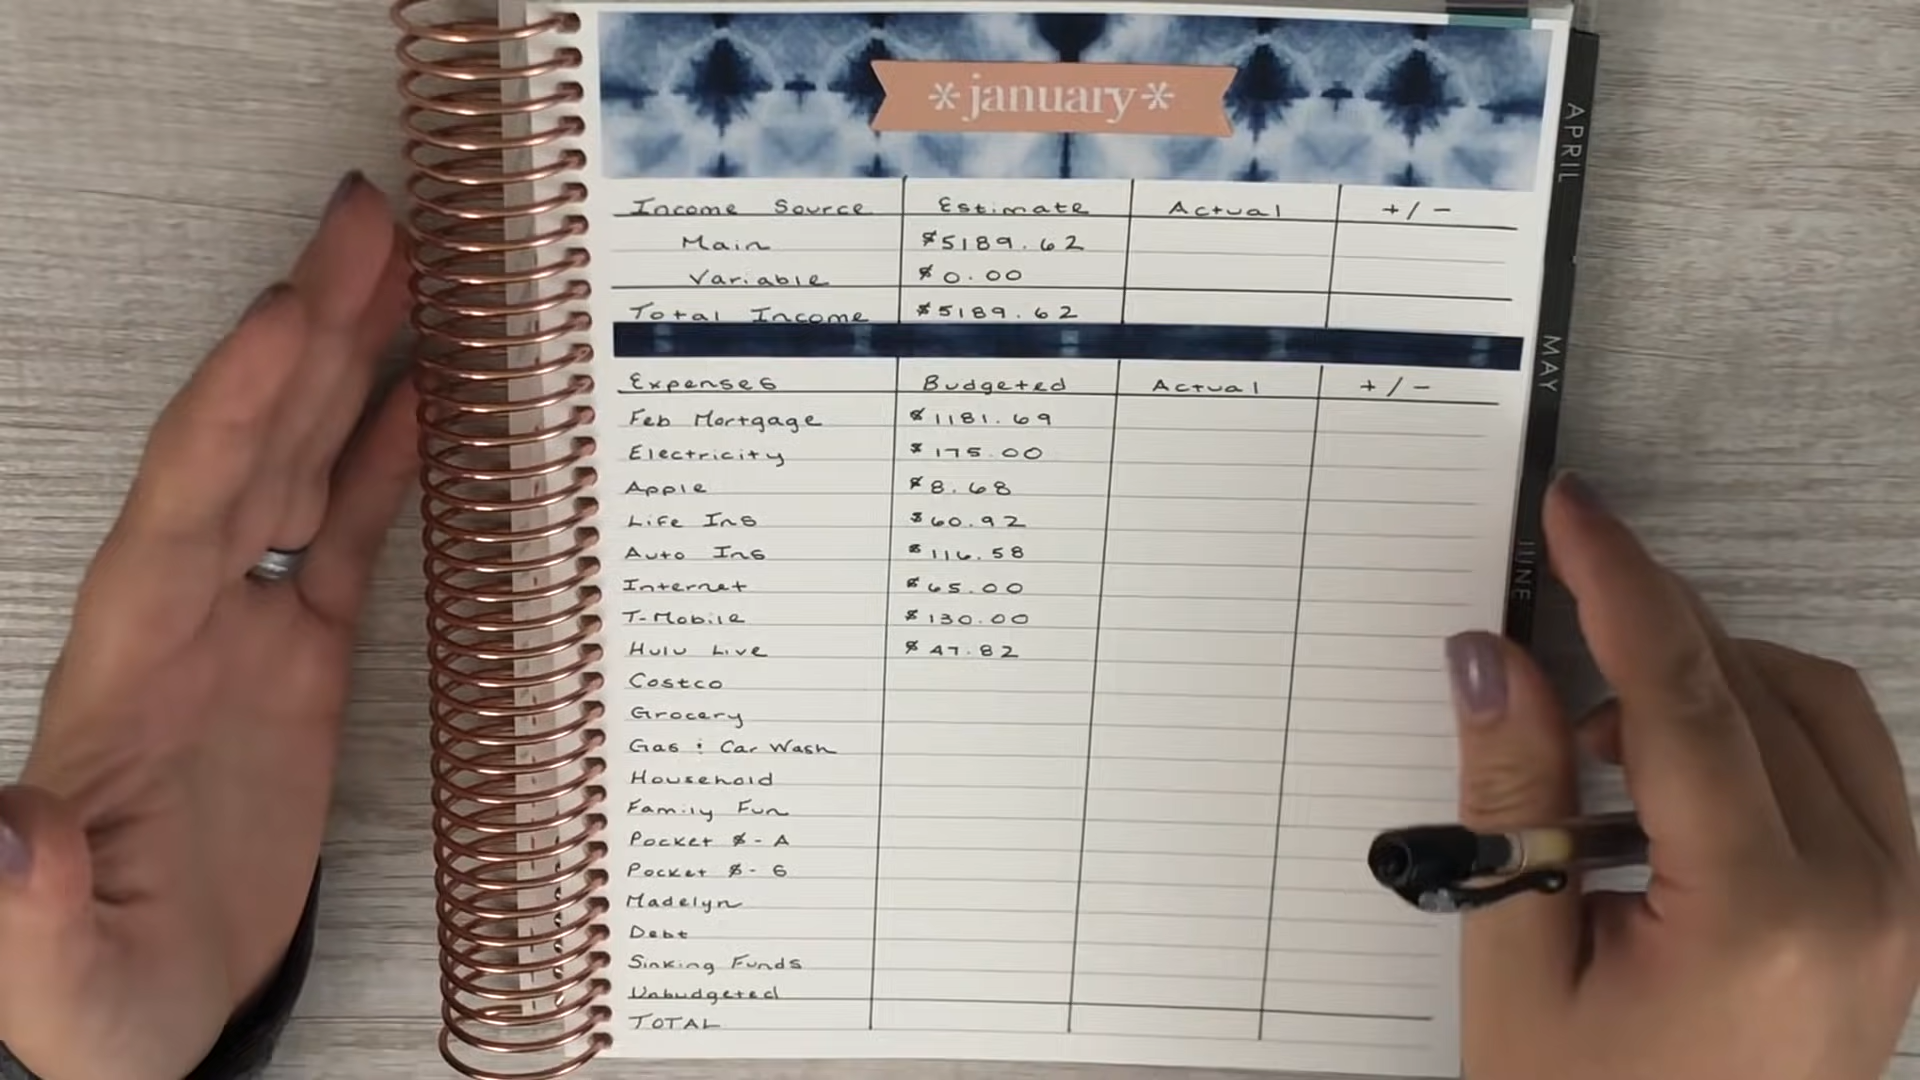 *january*
Income Source Estimate Actual +/-
Main $5189.62
Variable $0.00
Total Income $5189.62
Expenses Budgeted Actual +/-
Feb Mortgage $1181.69
Electricity $175.00
Apple $8.68
Life Ins $60.92
Auto Ins $116.58
Internet $65.00
T-Mobile $130.00
Hulu Live $47.82
Costco
Grocery
Gas & Car Wash
Household
Family Fun
Pocket $ - A
Pocket $ - G
Madelyn
Debt
Sinking Funds
Unbudgeted
TOTAL
APRIL
MAY
JUNE